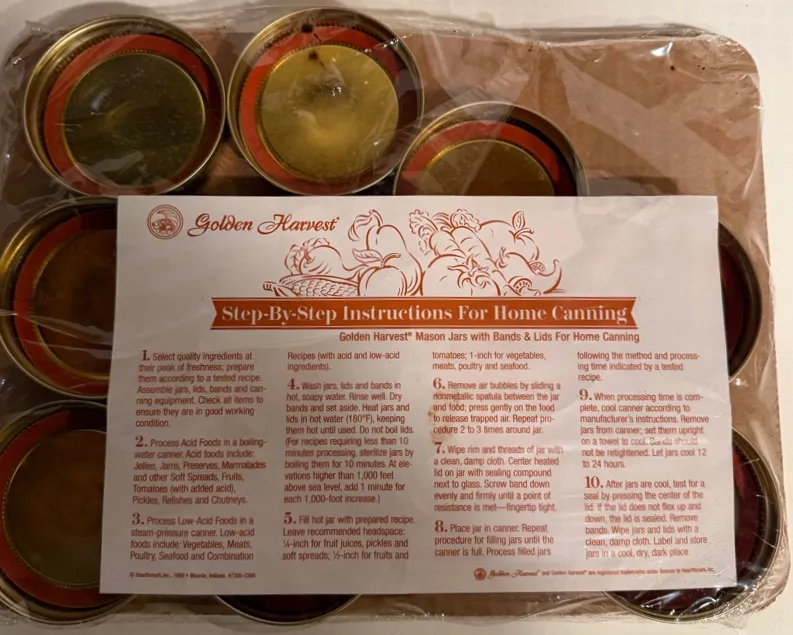 Golden Harvest®
Step-By-Step Instructions For Home Canning
Golden Harvest® Mason Jars with Bands & Lids For Home Canning
1. Select quality ingredients at
their peak of freshness; prepare
them according to a tested recipe.
Assemble jars, lids, bands and can-
ning equipment. Check all items to
ensure they are in good working
condition.
2. Process Acid Foods in a boiling-
water canner. Acid foods include:
Jellies, Jams, Preserves, Marmalades
and other Soft Spreads, Fruits,
Tomatoes (with added acid),
Pickles, Relishes and Chutneys.
3. Process Low-Acid Foods in a
steam-pressure canner. Low-acid
foods include: Vegetables, Meats,
Poultry, Seafood and Combination
Recipes (with acid and low-acid
ingredients).
4. Wash jars, lids and bands in
hot, soapy water. Rinse well. Dry
bands and set aside. Heat jars and
lids in hot water (180°F), keeping
them hot until used. Do not boil lids.
(For recipes requiring less than 10
minutes processing, sterilize jars by
boiling them for 10 minutes. At ele-
vations higher than 1,000 feet
above sea level, add 1 minute for
each 1,000-foot increase.)
5. Fill hot jar with prepared recipe.
Leave recommended headspace:
¼-inch for fruit juices, pickles and
soft spreads; ½-inch for fruits and
tomatoes; 1-inch for vegetables,
meats, poultry and seafood.
6. Remove air bubbles by sliding a
nonmetallic spatula between the jar
and food; press gently on the food
to release trapped air. Repeat pro-
cedure 2 to 3 times around jar.
7. Wipe rim and threads of jar with
a clean, damp cloth. Center heated
lid on jar with sealing compound
next to glass. Screw band down
evenly and firmly until a point of
resistance is met—fingertip tight.
8. Place jar in canner. Repeat
procedure for filling jars until the
canner is full. Process filled jars
following the method and process-
ing time indicated by a tested
recipe.
9. When processing time is com-
plete, cool canner according to
manufacturer's instructions. Remove
jars from canner; set them upright
on a towel to cool. Bands should
not be retightened. Let jars cool 12
to 24 hours.
10. After jars are cool, test for a
seal by pressing the center of the
lid. If the lid does not flex up and
down, the lid is sealed. Remove
bands. Wipe jars and lids with a
clean, damp cloth. Label and store
jars in a cool, dry, dark place.
Muncie, Indiana
Golden Harvest® and Golden Harvest® are registered trademarks under license to Hearthmark, Inc.